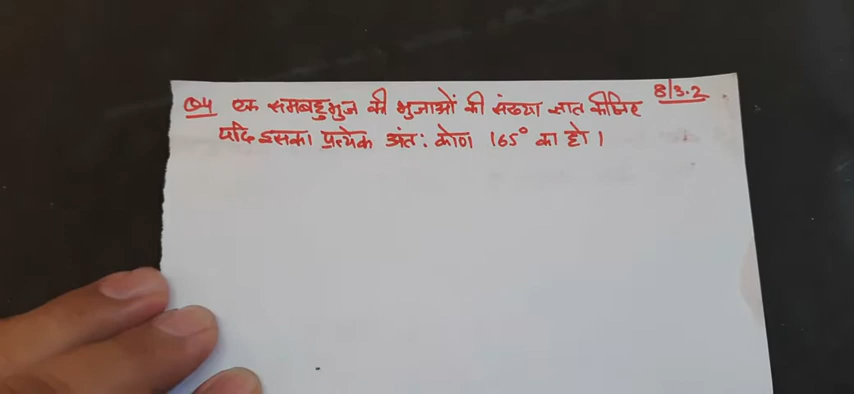 Q4 एक समबहुभुज की भुजाओं की संख्या ज्ञात कीजिए 8/3.2
यदि इसका प्रत्येक अंत: कोण 165° का हो।